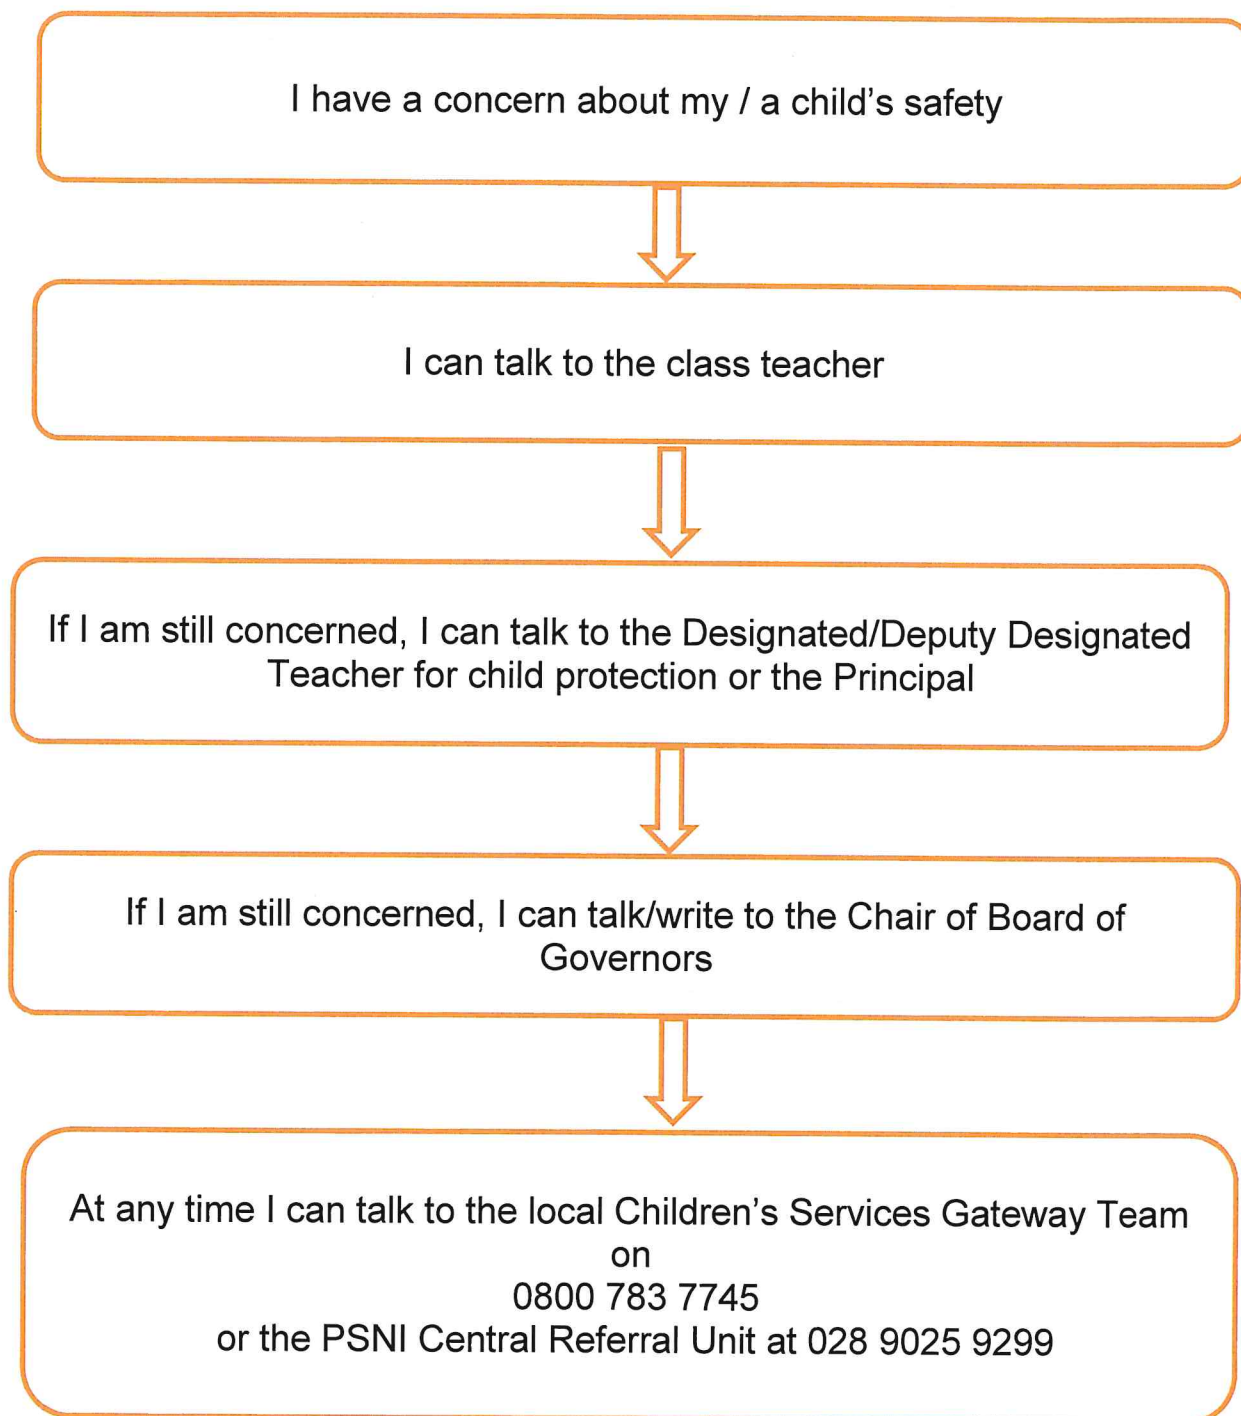 I have a concern about my / a child's safety
I can talk to the class teacher
If I am still concerned, I can talk to the Designated/Deputy Designated
Teacher for child protection or the Principal
If I am still concerned, I can talk/write to the Chair of Board of
Governors
At any time I can talk to the local Children's Services Gateway Team
on
0800 783 7745
or the PSNI Central Referral Unit at 028 9025 9299